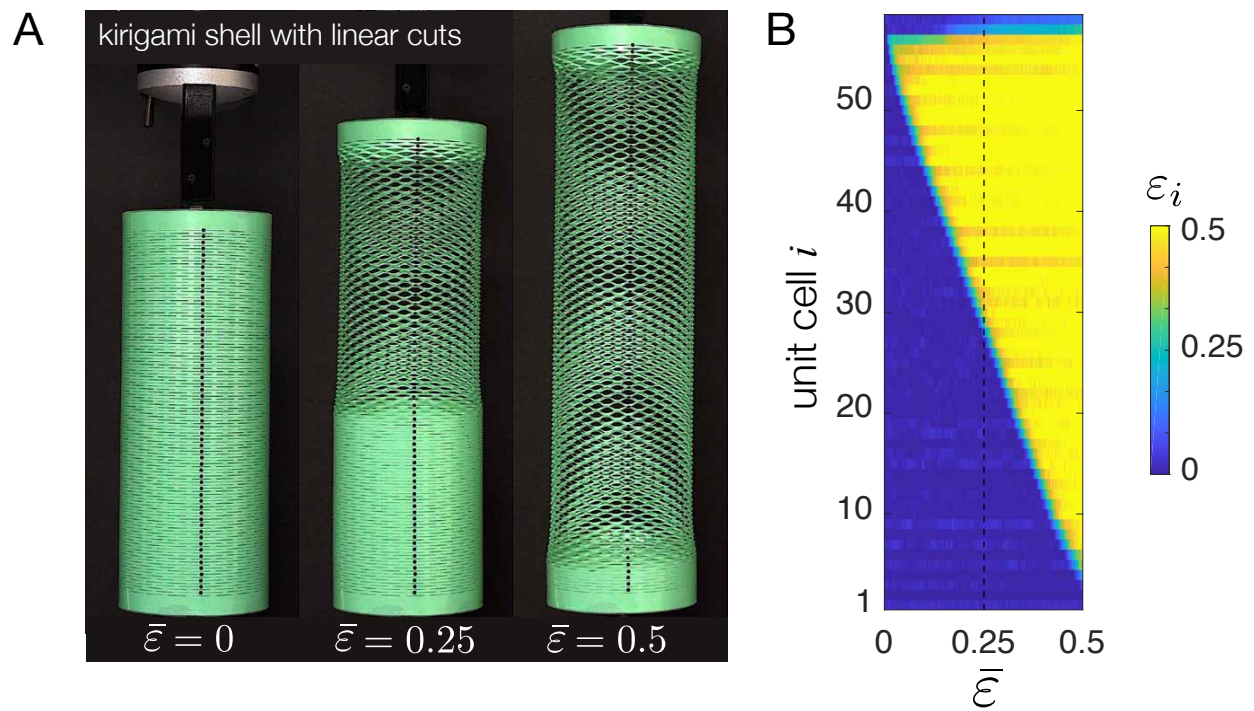 A
kirigami shell with linear cuts
ε̄ = 0
ε̄ = 0.25
ε̄ = 0.5
B
unit cell i
50
40
30
20
10
1
0
0.25
0.5
ε̄
εᵢ
0.5
0.25
0